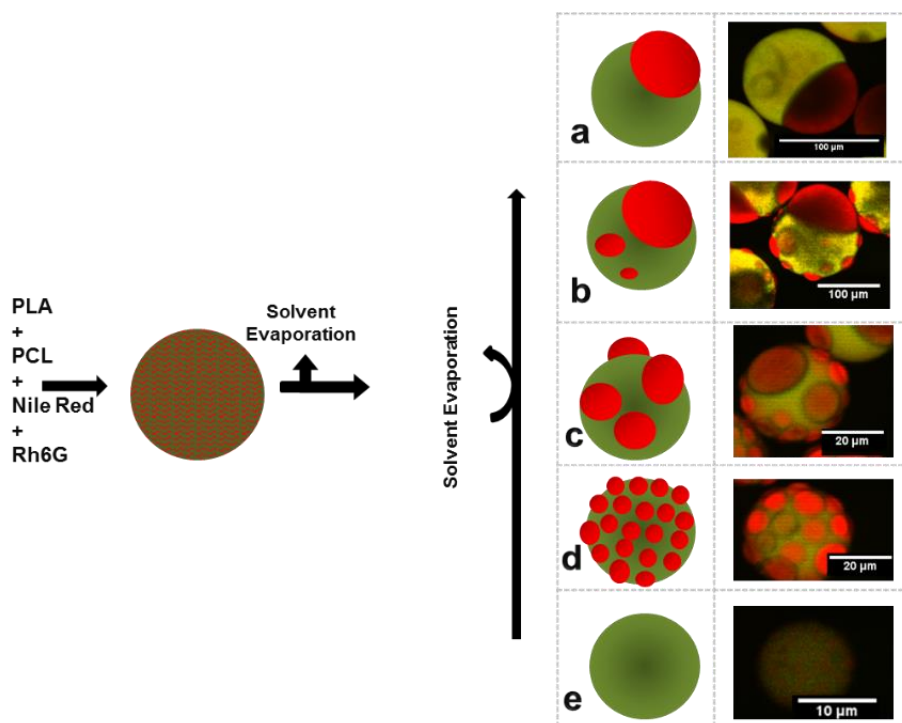 PLA
+
PCL
+
Nile Red
+
Rh6G
Solvent
Evaporation
Solvent Evaporation
a
100 µm
b
100 µm
c
20 µm
d
20 µm
e
10 µm